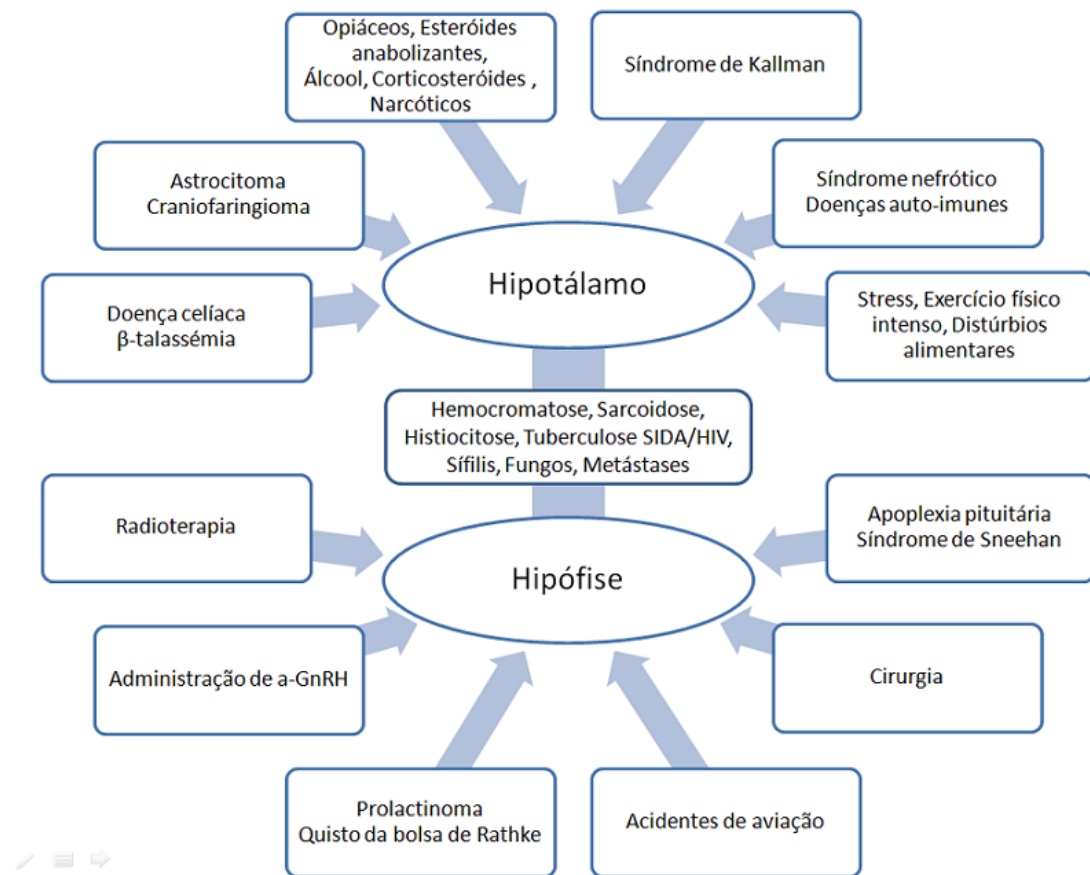 Opiáceos, Esteróides
anabolizantes,
Álcool, Corticosteróides ,
Narcóticos
Síndrome de Kallman
Astrocitoma
Craniofaringioma
Síndrome nefrótico
Doenças auto-imunes
Hipotálamo
Doença celíaca
β-talassémia
Stress, Exercício físico
intenso, Distúrbios
alimentares
Hemocromatose, Sarcoidose,
Histiocitose, Tuberculose SIDA/HIV,
Sífilis, Fungos, Metástases
Radioterapia
Apoplexia pituitária
Síndrome de Sneehan
Hipófise
Administração de a-GnRH
Cirurgia
Prolactinoma
Quisto da bolsa de Rathke
Acidentes de aviação